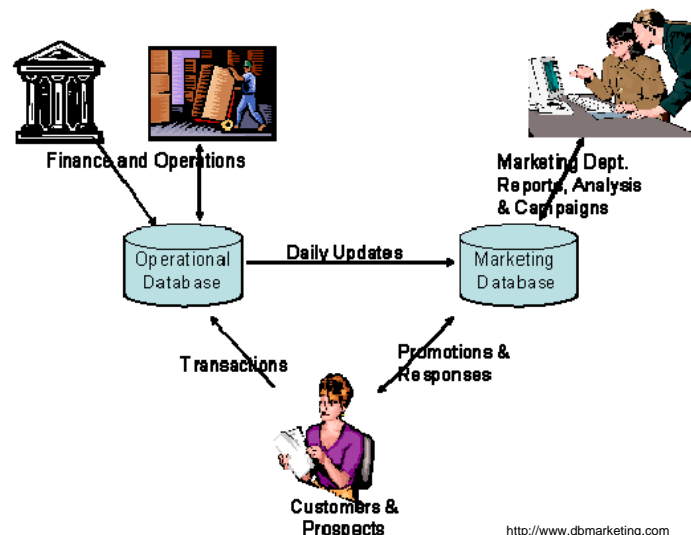 Finance and Operations
Marketing Dept.
Reports, Analysis
& Campaigns
Operational
Database
Daily Updates
Marketing
Database
Transactions
Promotions &
Responses
Customers &
Prospects
http://www.dbmarketing.com